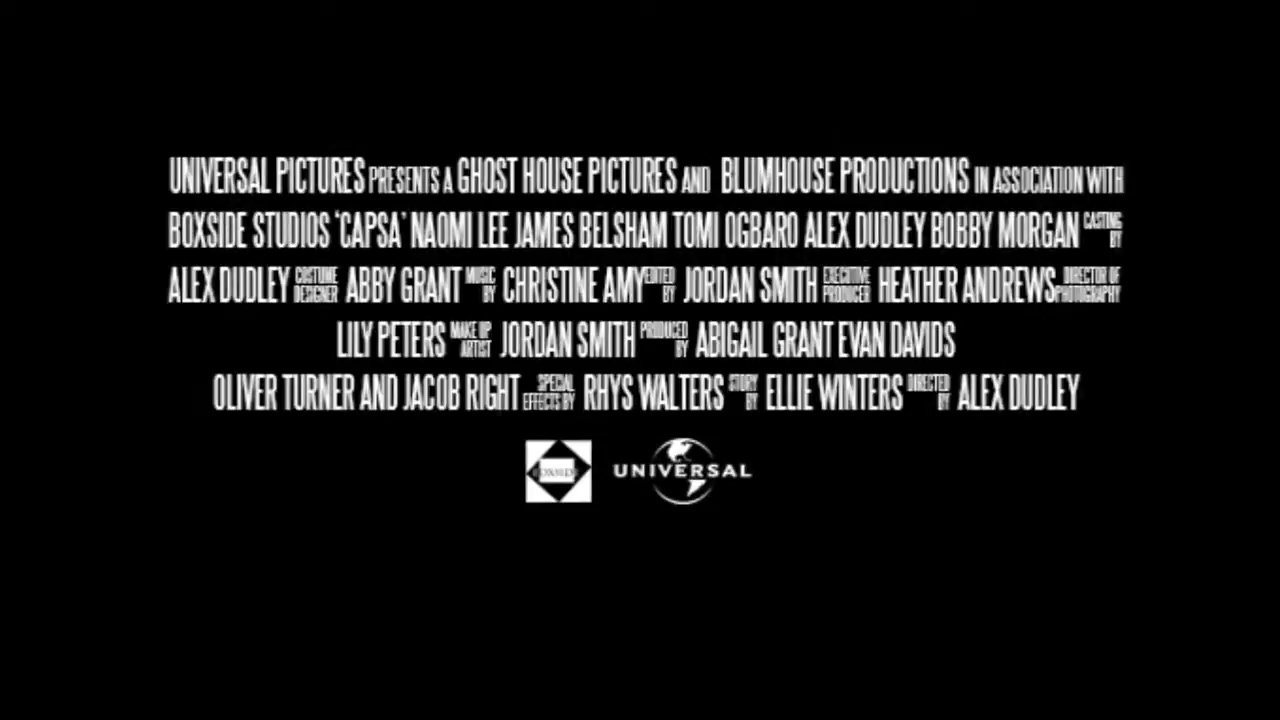 UNIVERSAL PICTURES PRESENTS A GHOST HOUSE PICTURES AND BLUMHOUSE PRODUCTIONS IN ASSOCIATION WITH
BOXSIDE STUDIOS 'CAPSA' NAOMI LEE JAMES BELSHAM TOMI OGBARO ALEX DUDLEY BOBBY MORGAN CASTING BY
ALEX DUDLEY COSTUME DESIGNER ABBY GRANT MUSIC BY CHRISTINE AMY EDITED BY JORDAN SMITH EXECUTIVE PRODUCER HEATHER ANDREWS DIRECTOR OF PHOTOGRAPHY
LILY PETERS MAKE UP ARTIST JORDAN SMITH PRODUCED BY ABIGAIL GRANT EVAN DAVIDS
OLIVER TURNER AND JACOB RIGHT SPECIAL EFFECTS BY RHYS WALTERS STORY BY ELLIE WINTERS DIRECTED BY ALEX DUDLEY
UNIVERSAL